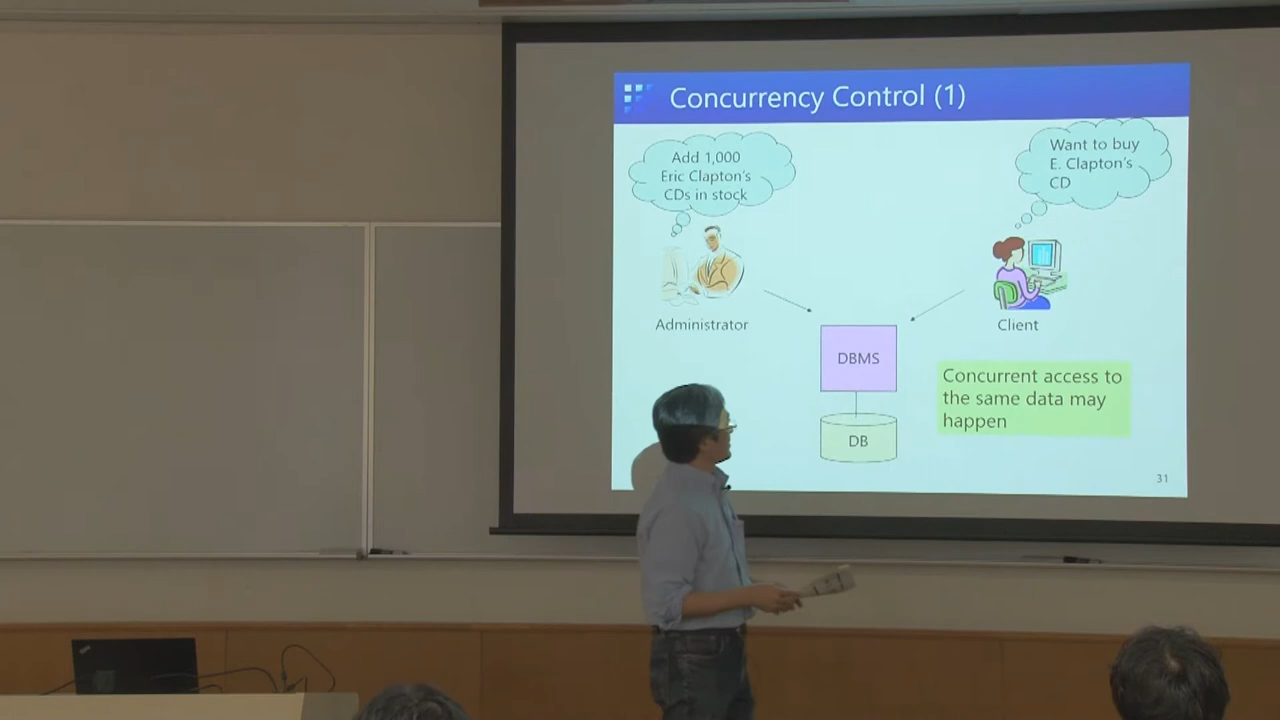 Concurrency Control (1)
Add 1,000
Eric Clapton's
CDs in stock
Want to buy
E. Clapton's
CD
Administrator
Client
DBMS
DB
Concurrent access to
the same data may
happen
31